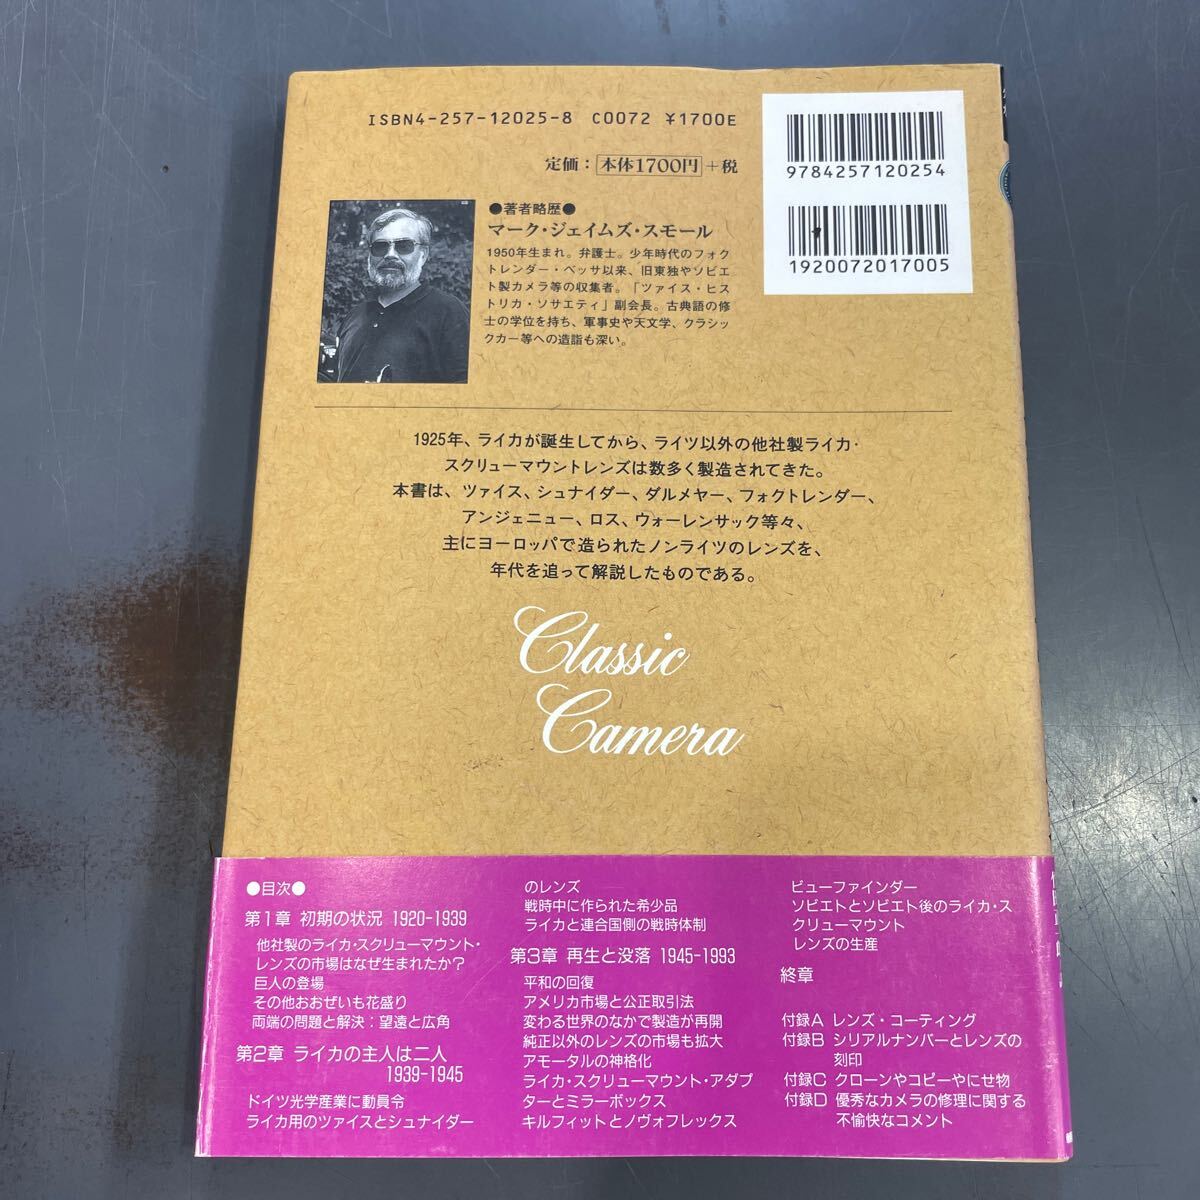 ISBN4-257-12025-8 C0072 ¥1700E
定価：本体1700円＋税
9784257120254
1920072017005
●著者略歴●
マーク・ジェイムズ・スモール
1950年生まれ。弁護士。少年時代のフォク
トレンダー・ベッサ以来、旧東独やソビエ
ト製カメラ等の収集者。「ツァイス・ヒス
トリカ・ソサエティ」副会長。古典語の修
士の学位を持ち、軍事史や天文学、クラシッ
クカー等への造詣も深い。
1925年、ライカが誕生してから、ライツ以外の他社製ライカ・
スクリューマウントレンズは数多く製造されてきた。
本書は、ツァイス、シュナイダー、ダルメヤー、フォクトレンダー、
アンジェニュー、ロス、ウォーレンサック等々、
主にヨーロッパで造られたノンライツのレンズを、
年代を追って解説したものである。
Classic
Camera
●目次●
第1章 初期の状況 1920-1939
他社製のライカ・スクリューマウント・
レンズの市場はなぜ生まれたか？
巨人の登場
その他おおぜいも花盛り
両端の問題と解決：望遠と広角
第2章 ライカの主人は二人
1939-1945
ドイツ光学産業に動員令
ライカ用のツァイスとシュナイダー
のレンズ
戦時中に作られた希少品
ライカと連合国側の戦時体制
第3章 再生と没落 1945-1993
平和の回復
アメリカ市場と公正取引法
変わる世界のなかで製造が再開
純正以外のレンズの市場も拡大
アモータルの神格化
ライカ・スクリューマウント・アダプ
ターとミラーボックス
キルフィットとノヴォフレックス
ビューファインダー
ソビエトとソビエト後のライカ・ス
クリューマウント
レンズの生産
終章
付録A レンズ・コーティング
付録B シリアルナンバーとレンズの
刻印
付録C クローンやコピーやにせ物
付録D 優秀なカメラの修理に関する
不愉快なコメント